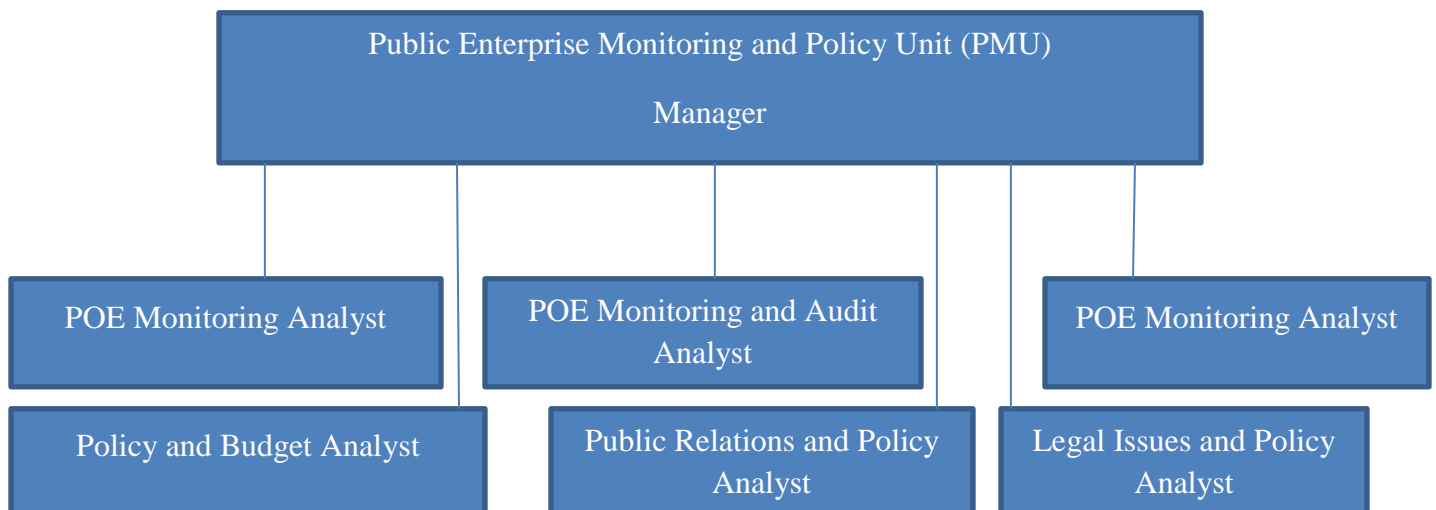 Public Enterprise Monitoring and Policy Unit (PMU)
Manager
POE Monitoring Analyst
POE Monitoring and Audit
Analyst
POE Monitoring Analyst
Policy and Budget Analyst
Public Relations and Policy
Analyst
Legal Issues and Policy
Analyst